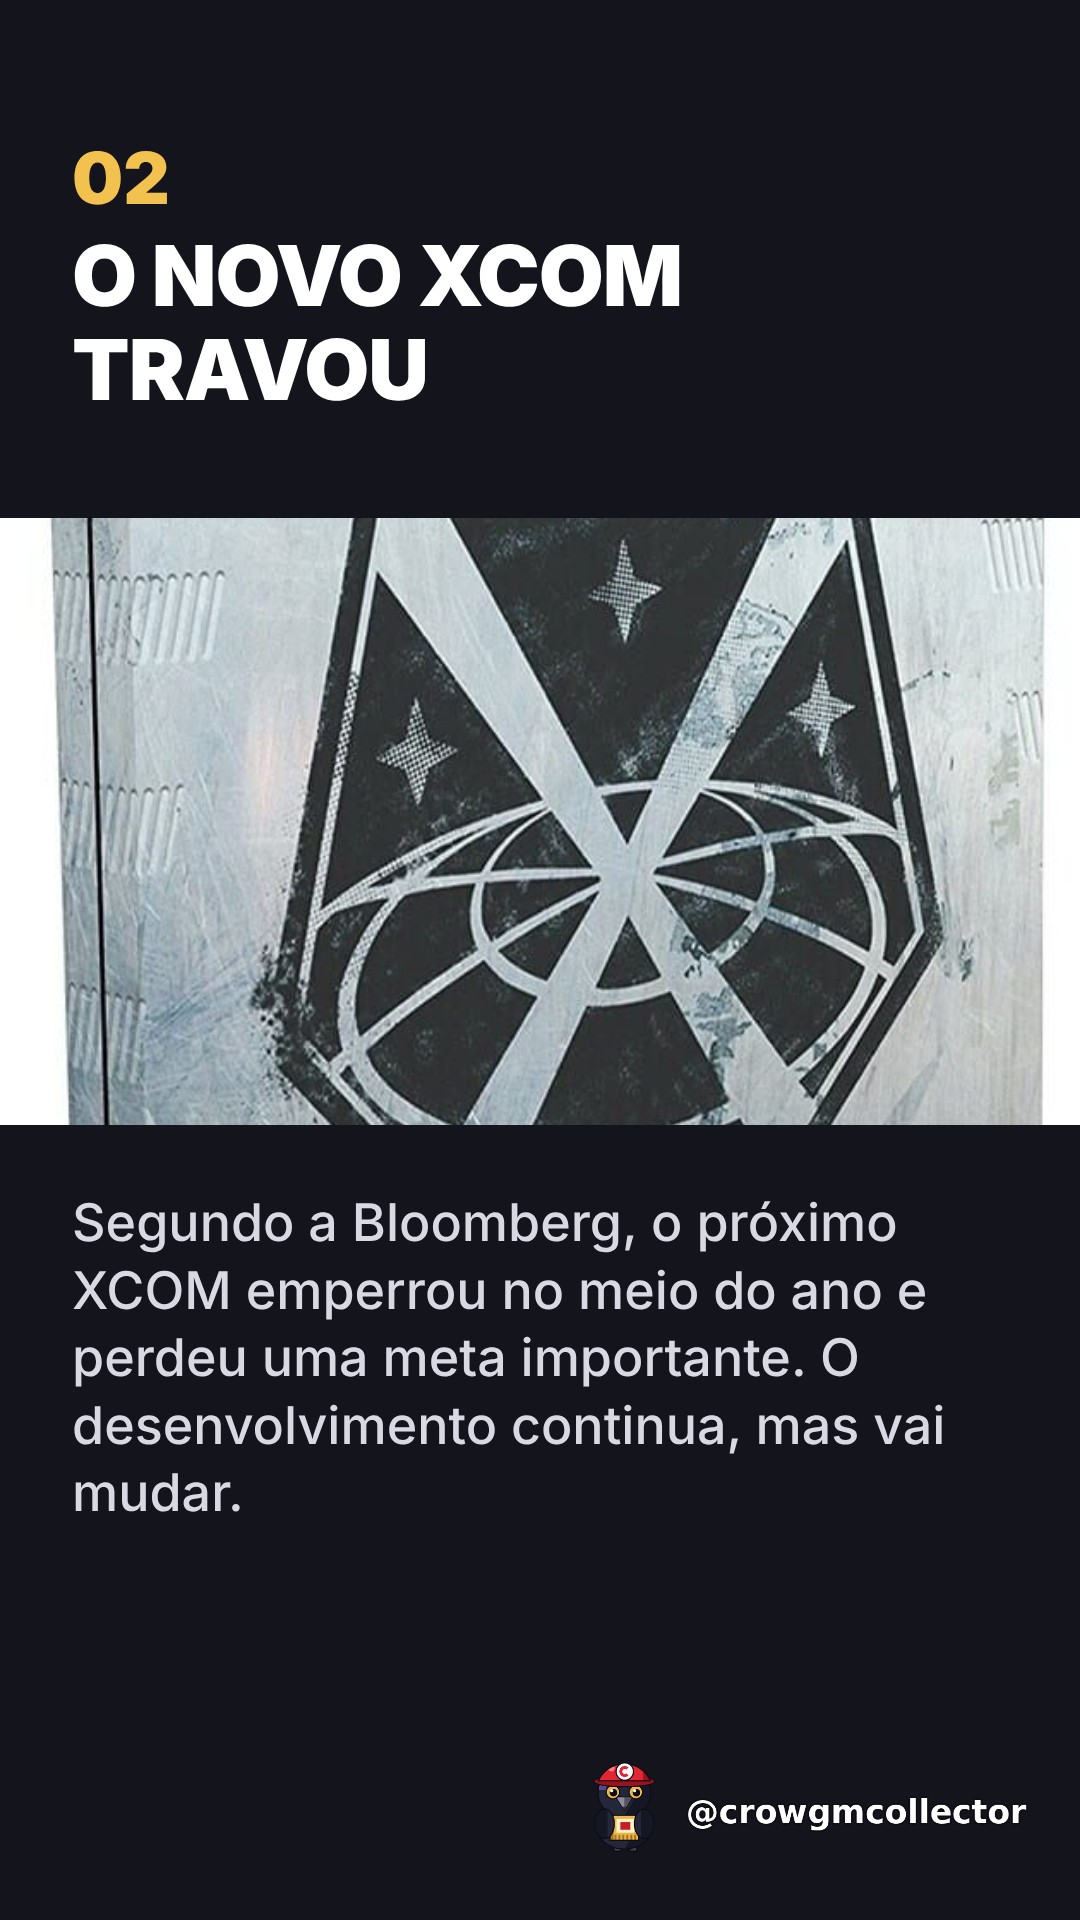 02
O NOVO XCOM
TRAVOU
Segundo a Bloomberg, o próximo
XCOM emperrou no meio do ano e
perdeu uma meta importante. O
desenvolvimento continua, mas vai
mudar.
C
@crowgmcollector